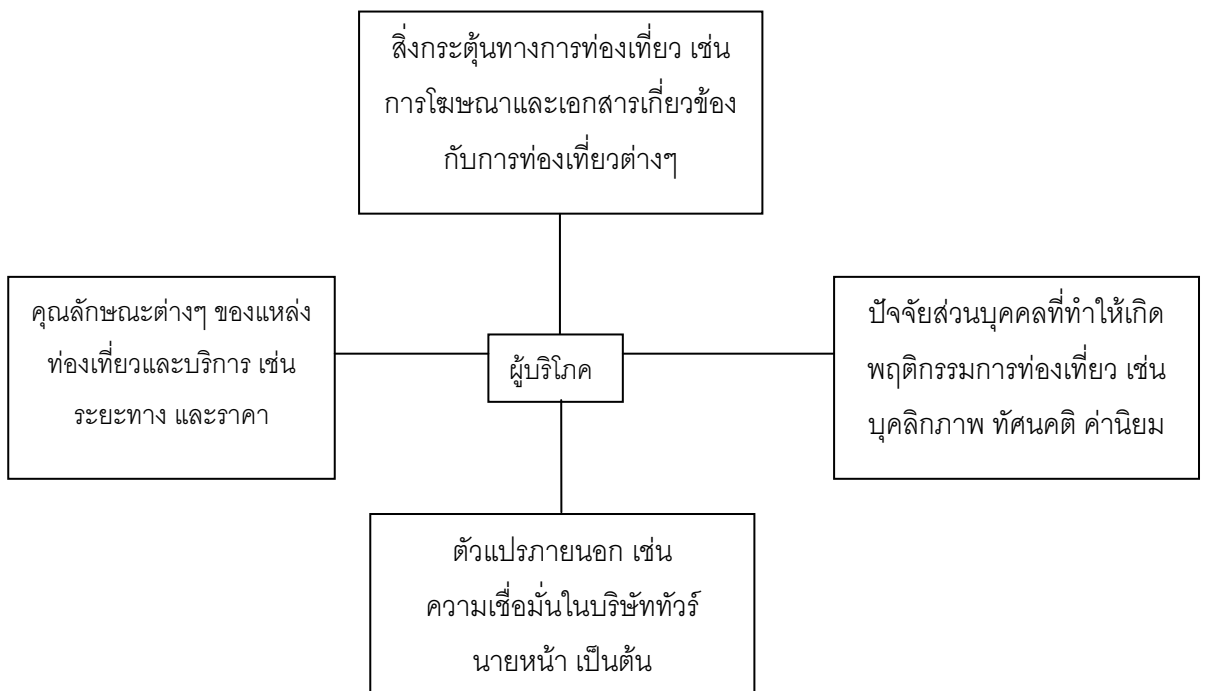 สิ่งกระตุ้นทางการท่องเที่ยว เช่น
การโฆษณาและเอกสารเกี่ยวข้อง
กับการท่องเที่ยวต่างๆ
คุณลักษณะต่างๆ ของแหล่ง
ท่องเที่ยวและบริการ เช่น
ระยะทาง และราคา
ผู้บริโภค
ปัจจัยส่วนบุคคลที่ทำให้เกิด
พฤติกรรมการท่องเที่ยว เช่น
บุคลิกภาพ ทัศนคติ ค่านิยม
ตัวแปรภายนอก เช่น
ความเชื่อมั่นในบริษัททัวร์
นายหน้า เป็นต้น